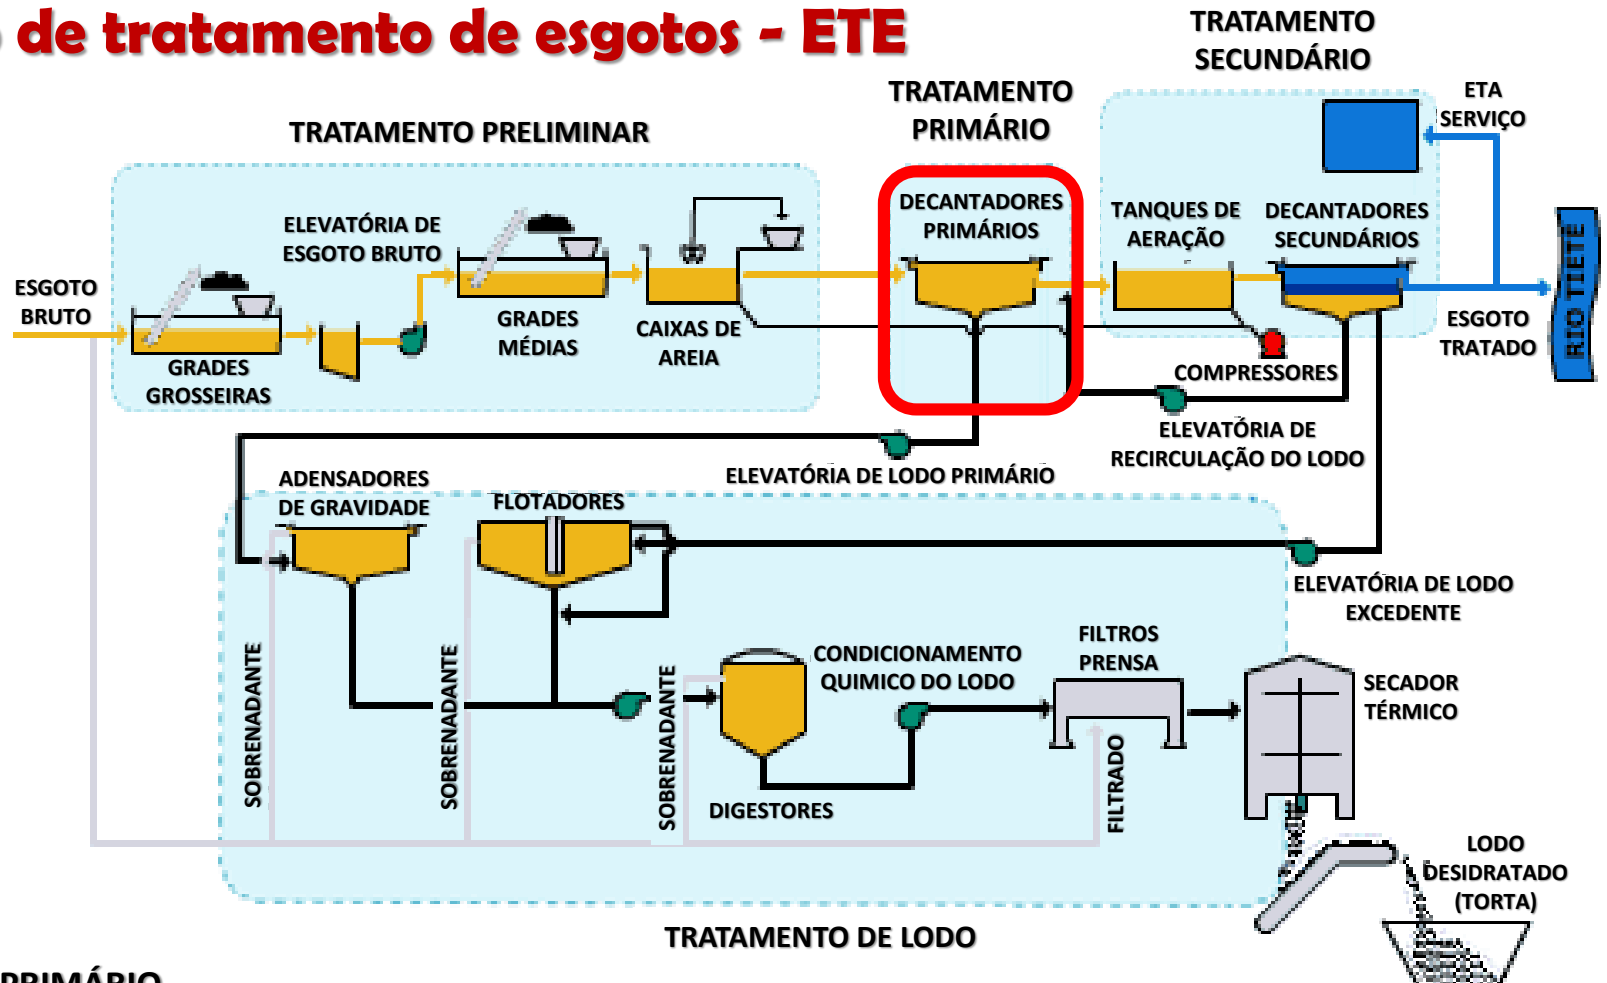 de tratamento de esgotos - ETE
TRATAMENTO
SECUNDÁRIO
TRATAMENTO
PRIMÁRIO
TRATAMENTO PRELIMINAR
ETA
SERVIÇO
ELEVATÓRIA DE
ESGOTO BRUTO
DECANTADORES
PRIMÁRIOS
TANQUES DE
AERAÇÃO
DECANTADORES
SECUNDÁRIOS
ESGOTO
BRUTO
GRADES
GROSSEIRAS
GRADES
MÉDIAS
CAIXAS DE
AREIA
COMPRESSORES
ESGOTO
TRATADO
RIO TIETÊ
ELEVATÓRIA DE
RECIRCULAÇÃO DO LODO
ELEVATÓRIA DE LODO PRIMÁRIO
ADENSADORES
DE GRAVIDADE
FLOTADORES
ELEVATÓRIA DE LODO
EXCEDENTE
SOBRENADANTE
SOBRENADANTE
SOBRENADANTE
CONDICIONAMENTO
QUIMICO DO LODO
FILTROS
PRENSA
SECADOR
TÉRMICO
DIGESTORES
FILTRADO
LODO
DESIDRATADO
(TORTA)
TRATAMENTO DE LODO
PRIMÁRIO